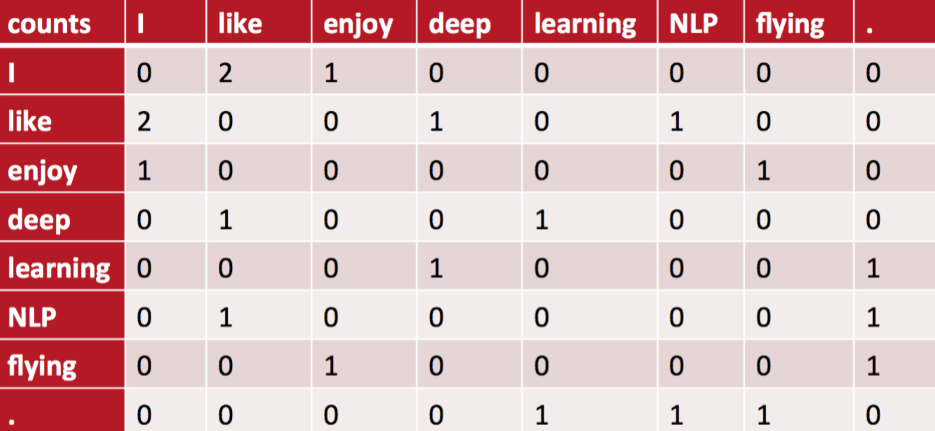 counts I like enjoy deep learning NLP flying .
I 0 2 1 0 0 0 0 0
like 2 0 0 1 0 1 0 0
enjoy 1 0 0 0 0 0 1 0
deep 0 1 0 0 1 0 0 0
learning 0 0 0 1 0 0 0 1
NLP 0 1 0 0 0 0 0 1
flying 0 0 1 0 0 0 0 1
. 0 0 0 0 1 1 1 0